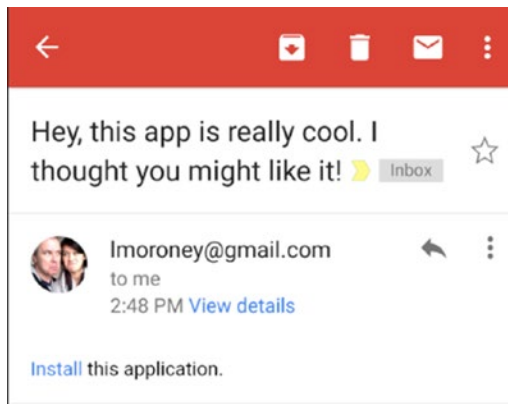 Hey, this app is really cool. I
thought you might like it! Inbox
lmoroney@gmail.com
to me
2:48 PM View details
Install this application.